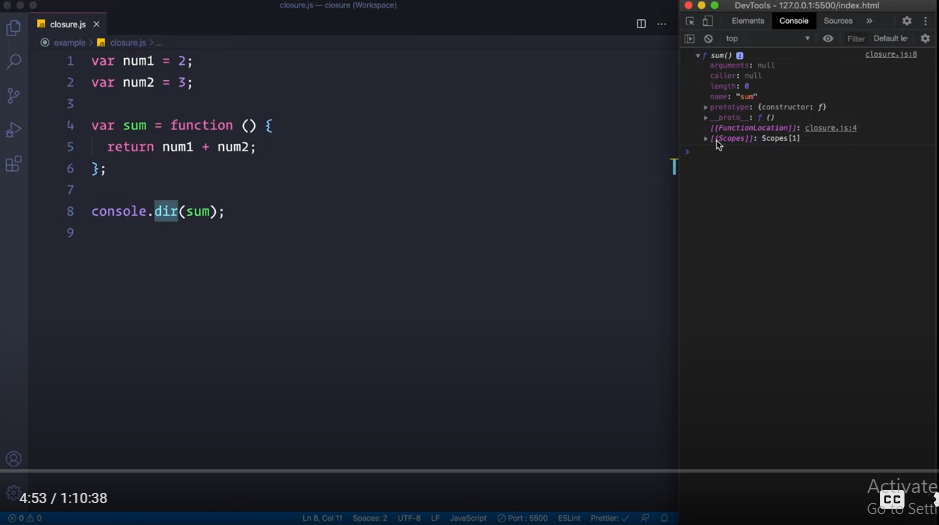 closure.js — closure (Workspace)
DevTools - 127.0.0.1:5500/index.html
closure.js ×
Elements Console Sources »
top Filter Default le
example > closure.js > ...
1 var num1 = 2;
2 var num2 = 3;
3
4 var sum = function () {
5 return num1 + num2;
6 };
7
8 console.dir(sum);
9
ƒ sum() i closure.js:8
arguments: null
caller: null
length: 0
name: "sum"
prototype: {constructor: ƒ}
__proto__: ƒ ()
[[FunctionLocation]]: closure.js:4
[[Scopes]]: Scopes[1]
4:53 / 1:10:38
CC
Activate
Go to Setti
0 0 Ln 8, Col 11 Spaces: 2 UTF-8 LF JavaScript Port : 5500 ESLint Prettier: ✓